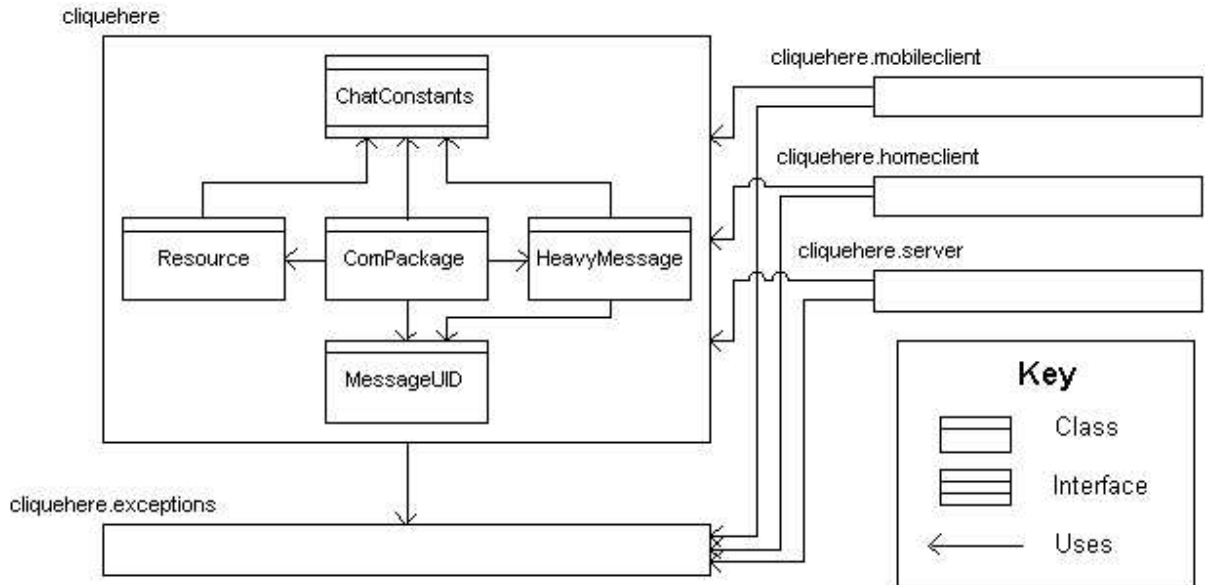 cliquehere
cliquehere.mobileclient
ChatConstants
cliquehere.homeclient
Resource
ComPackage
HeavyMessage
cliquehere.server
MessageUID
Key
Class
Interface
Uses
cliquehere.exceptions